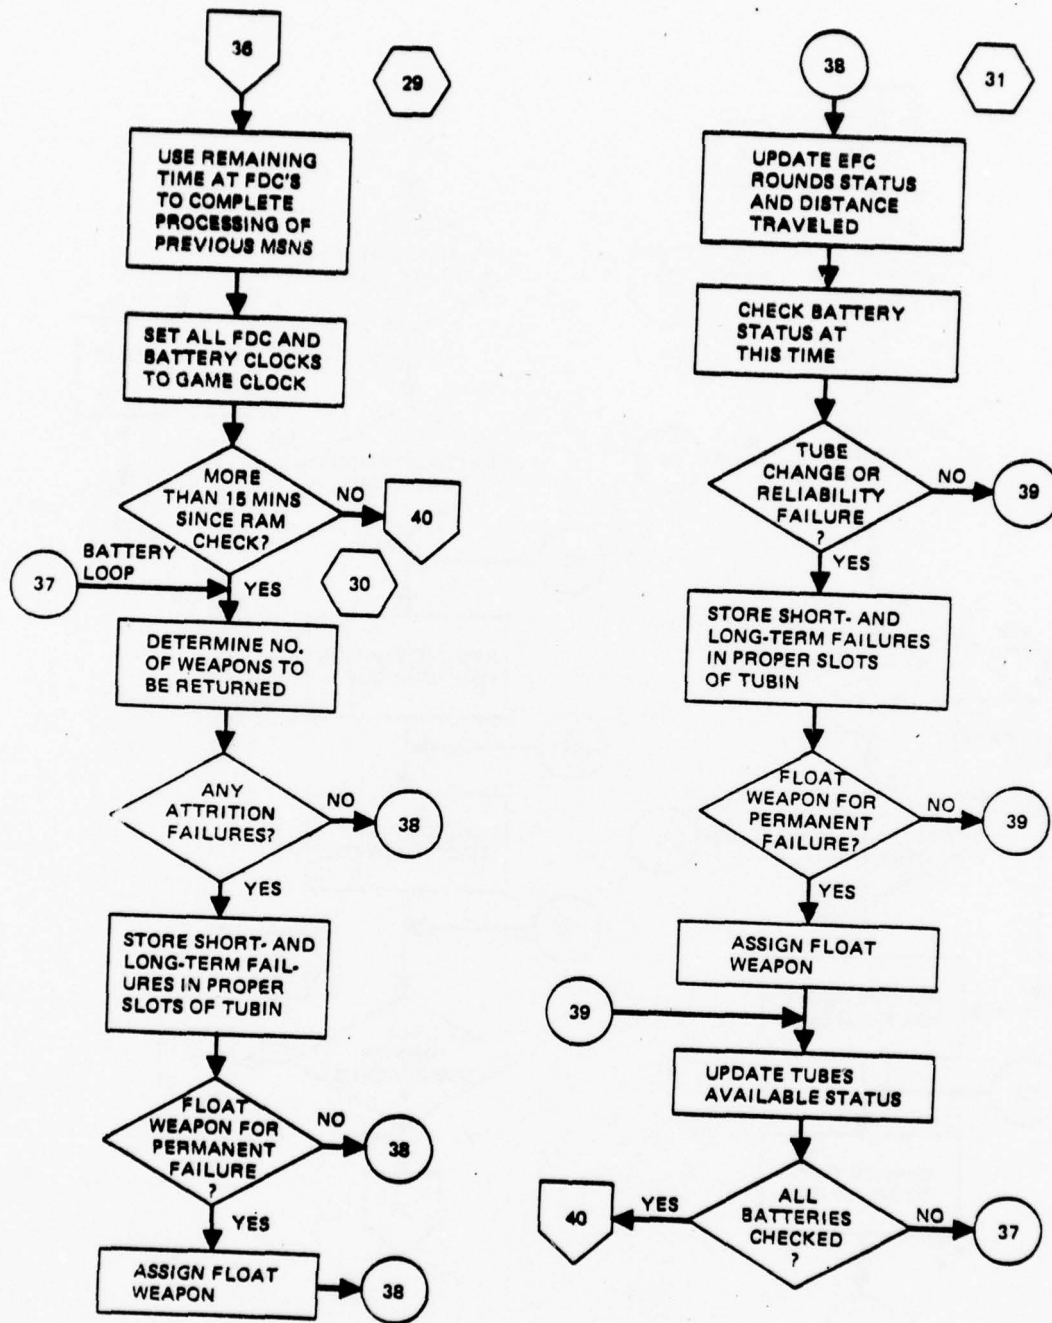 36
29
USE REMAINING
TIME AT FDC'S
TO COMPLETE
PROCESSING OF
PREVIOUS MSNS
SET ALL FDC AND
BATTERY CLOCKS
TO GAME CLOCK
MORE
THAN 15 MINS
SINCE RAM
CHECK?
NO
40
BATTERY
LOOP
37
YES
30
DETERMINE NO.
OF WEAPONS TO
BE RETURNED
ANY
ATTRITION
FAILURES?
NO
38
YES
STORE SHORT- AND
LONG-TERM FAIL-
URES IN PROPER
SLOTS OF TUBIN
FLOAT
WEAPON FOR
PERMANENT
FAILURE
?
NO
38
YES
ASSIGN FLOAT
WEAPON
38
38
31
UPDATE EFC
ROUNDS STATUS
AND DISTANCE
TRAVELED
CHECK BATTERY
STATUS AT
THIS TIME
TUBE
CHANGE OR
RELIABILITY
FAILURE
?
NO
39
YES
STORE SHORT- AND
LONG-TERM FAILURES
IN PROPER SLOTS
OF TUBIN
FLOAT
WEAPON FOR
PERMANENT
FAILURE?
NO
39
YES
ASSIGN FLOAT
WEAPON
39
UPDATE TUBES
AVAILABLE STATUS
ALL
BATTERIES
CHECKED
?
YES
40
NO
37